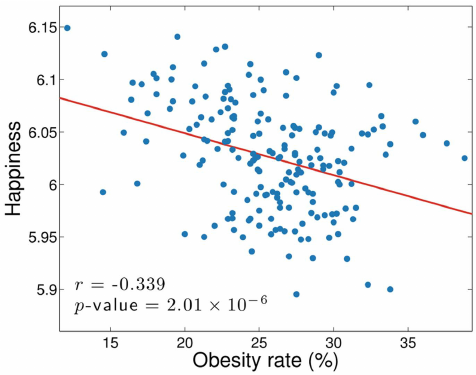 6.15
6.1
6.05
6
5.95
5.9
Happiness
r = -0.339
p-value = 2.01 × 10⁻⁶
15 20 25 30 35
Obesity rate (%)